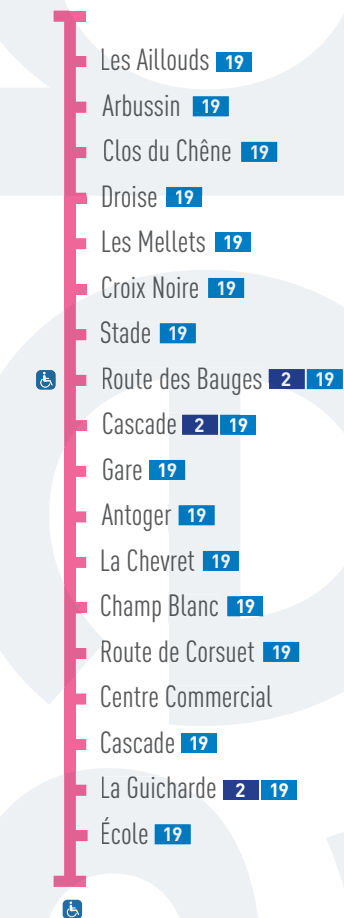 Les Aillouds 19
Arbussin 19
Clos du Chêne 19
Droise 19
Les Mellets 19
Croix Noire 19
Stade 19
Route des Bauges 2 19
Cascade 2 19
Gare 19
Antoger 19
La Chevret 19
Champ Blanc 19
Route de Corsuet 19
Centre Commercial
Cascade 19
La Guicharde 2 19
École 19